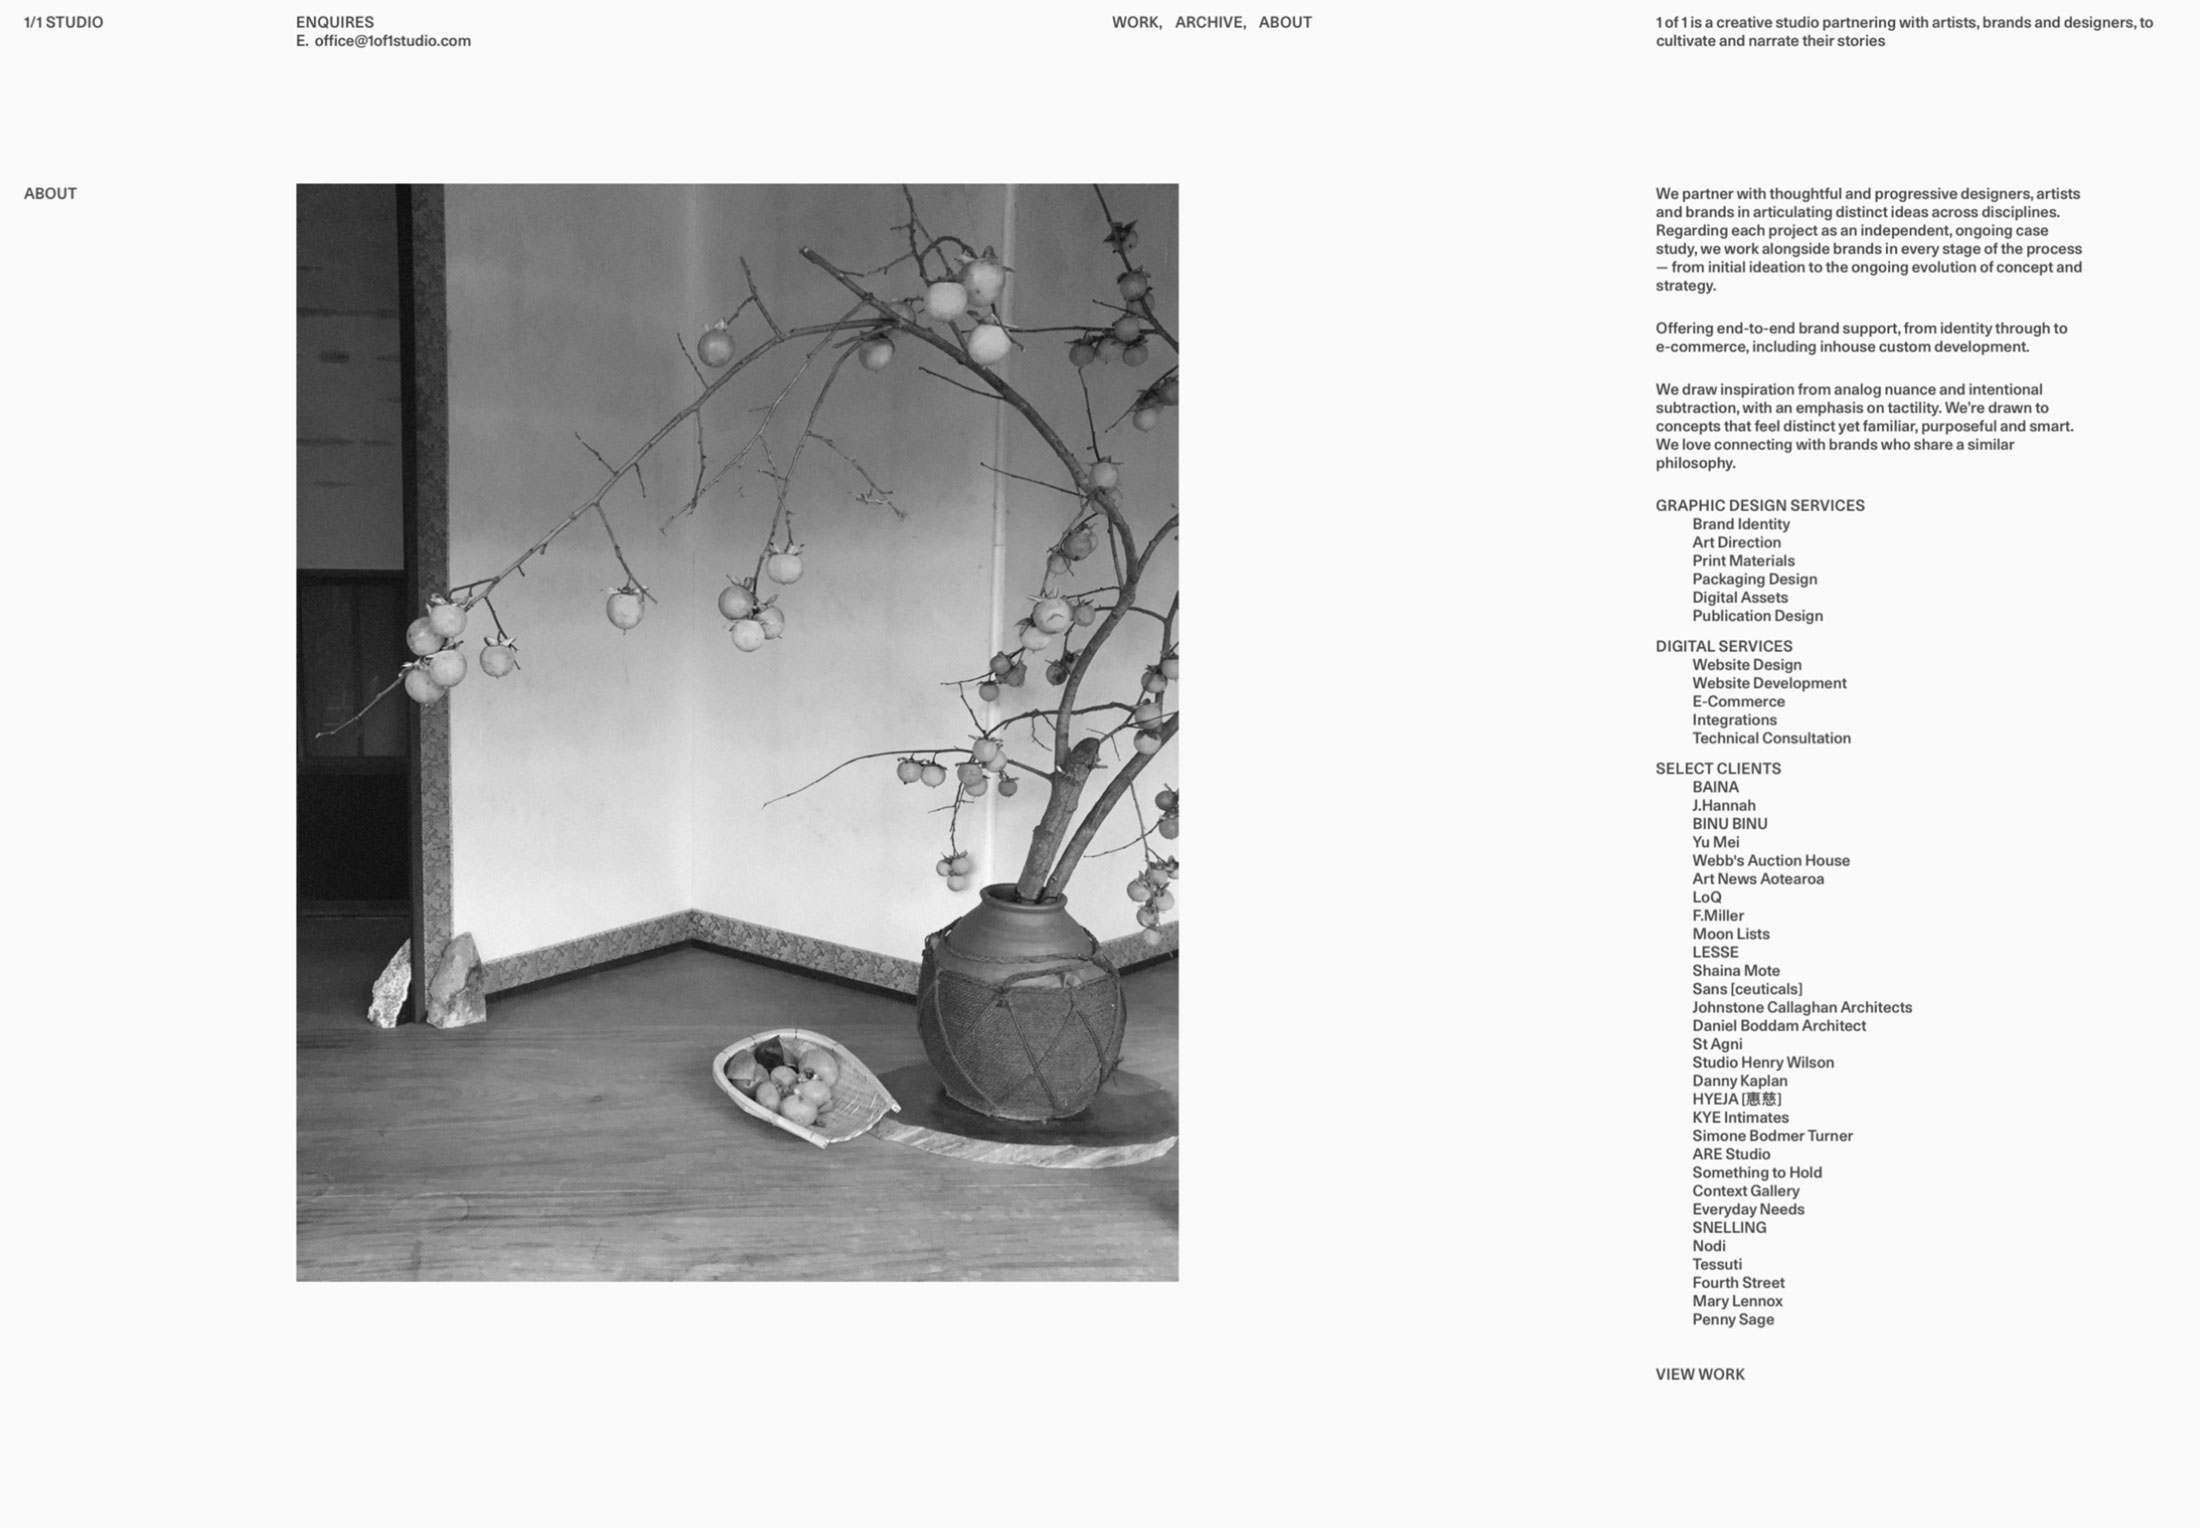 1/1 STUDIO
ENQUIRES
E. office@1of1studio.com
WORK, ARCHIVE, ABOUT
1 of 1 is a creative studio partnering with artists, brands and designers, to
cultivate and narrate their stories
ABOUT
We partner with thoughtful and progressive designers, artists
and brands in articulating distinct ideas across disciplines.
Regarding each project as an independent, ongoing case
study, we work alongside brands in every stage of the process
— from initial ideation to the ongoing evolution of concept and
strategy.
Offering end-to-end brand support, from identity through to
e-commerce, including inhouse custom development.
We draw inspiration from analog nuance and intentional
subtraction, with an emphasis on tactility. We're drawn to
concepts that feel distinct yet familiar, purposeful and smart.
We love connecting with brands who share a similar
philosophy.
GRAPHIC DESIGN SERVICES
Brand Identity
Art Direction
Print Materials
Packaging Design
Digital Assets
Publication Design
DIGITAL SERVICES
Website Design
Website Development
E-Commerce
Integrations
Technical Consultation
SELECT CLIENTS
BAINA
J.Hannah
BINU BINU
Yu Mei
Webb's Auction House
Art News Aotearoa
LoQ
F.Miller
Moon Lists
LESSE
Shaina Mote
Sans [ceuticals]
Johnstone Callaghan Architects
Daniel Boddam Architect
St Agni
Studio Henry Wilson
Danny Kaplan
HYEJA [惠慈]
KYE Intimates
Simone Bodmer Turner
ARE Studio
Something to Hold
Context Gallery
Everyday Needs
SNELLING
Nodi
Tessuti
Fourth Street
Mary Lennox
Penny Sage
VIEW WORK